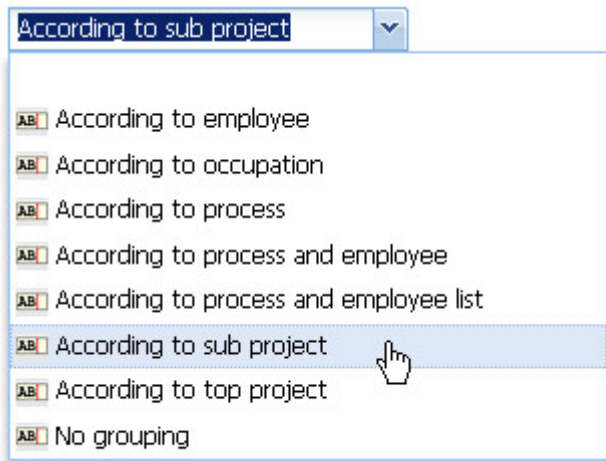 According to sub project
According to employee
According to occupation
According to process
According to process and employee
According to process and employee list
According to sub project
According to top project
No grouping